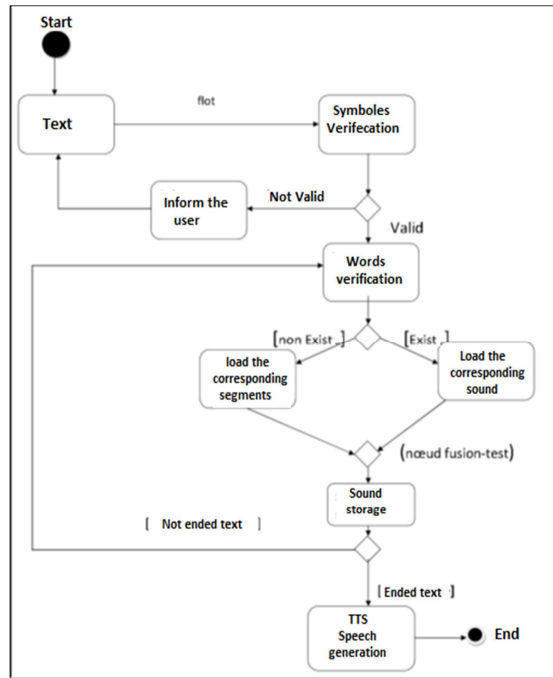 Start
flot
Text
Symboles
Verifecation
Inform the
user
Not Valid
Valid
Words
verification
[non Exist ]
[Exist ]
load the
corresponding
segments
Load the
corresponding
sound
(nœud fusion-test)
Sound
storage
[ Not ended text ]
[Ended text ]
TTS
Speech
generation
End